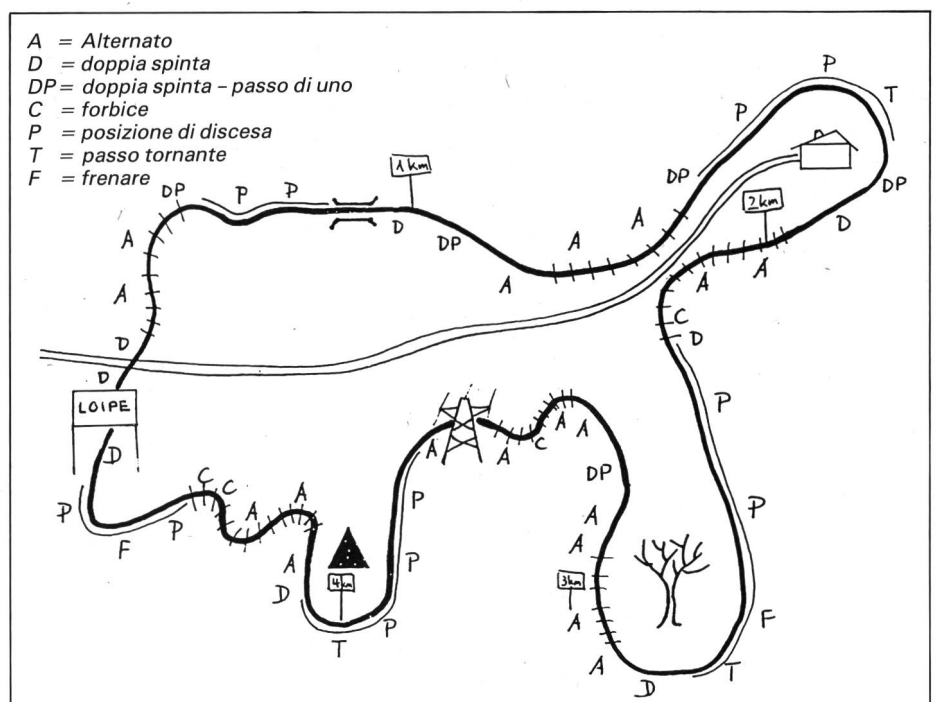 A = Alternato
D = doppia spinta
DP = doppia spinta – passo di uno
C = forbice
P = posizione di discesa
T = passo tornante
F = frenare
LOIPE
D
D
A
A
DP
P
P
D
1 km
DP
A
A
A
DP
P
P
T
DP
D
2 km
A
A
C
D
P
P
F
T
D
A
A
3 km
A
A
DP
A
A
C
A
A
P
P
P
T
4 km
D
A
A
A
C
C
P
F
P
D